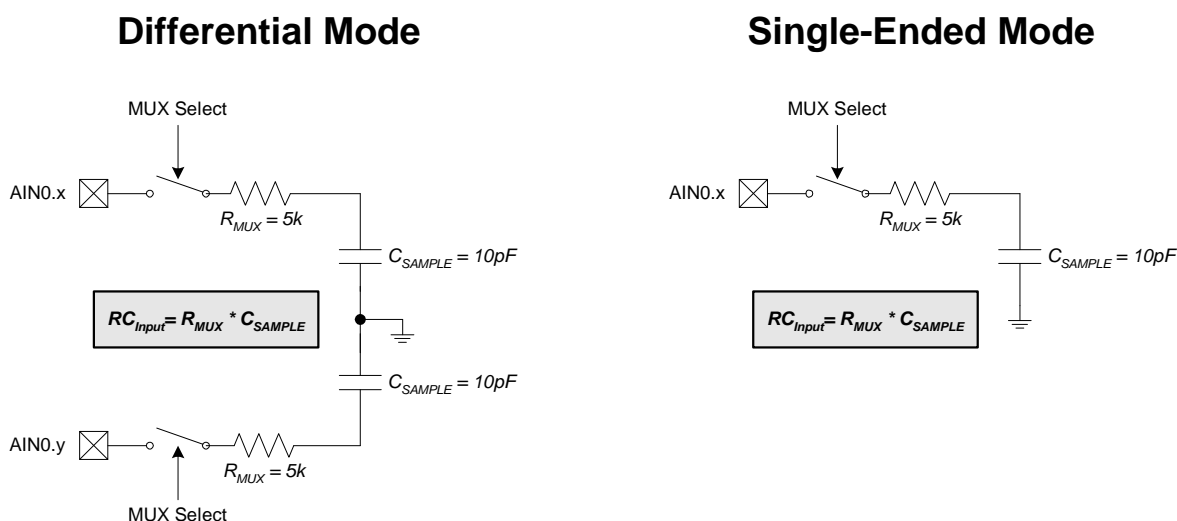 Differential Mode
MUX Select
AIN0.x
R_MUX = 5k
C_SAMPLE = 10pF
RC_Input= R_MUX * C_SAMPLE
C_SAMPLE = 10pF
AIN0.y
R_MUX = 5k
MUX Select
Single-Ended Mode
MUX Select
AIN0.x
R_MUX = 5k
C_SAMPLE = 10pF
RC_Input= R_MUX * C_SAMPLE